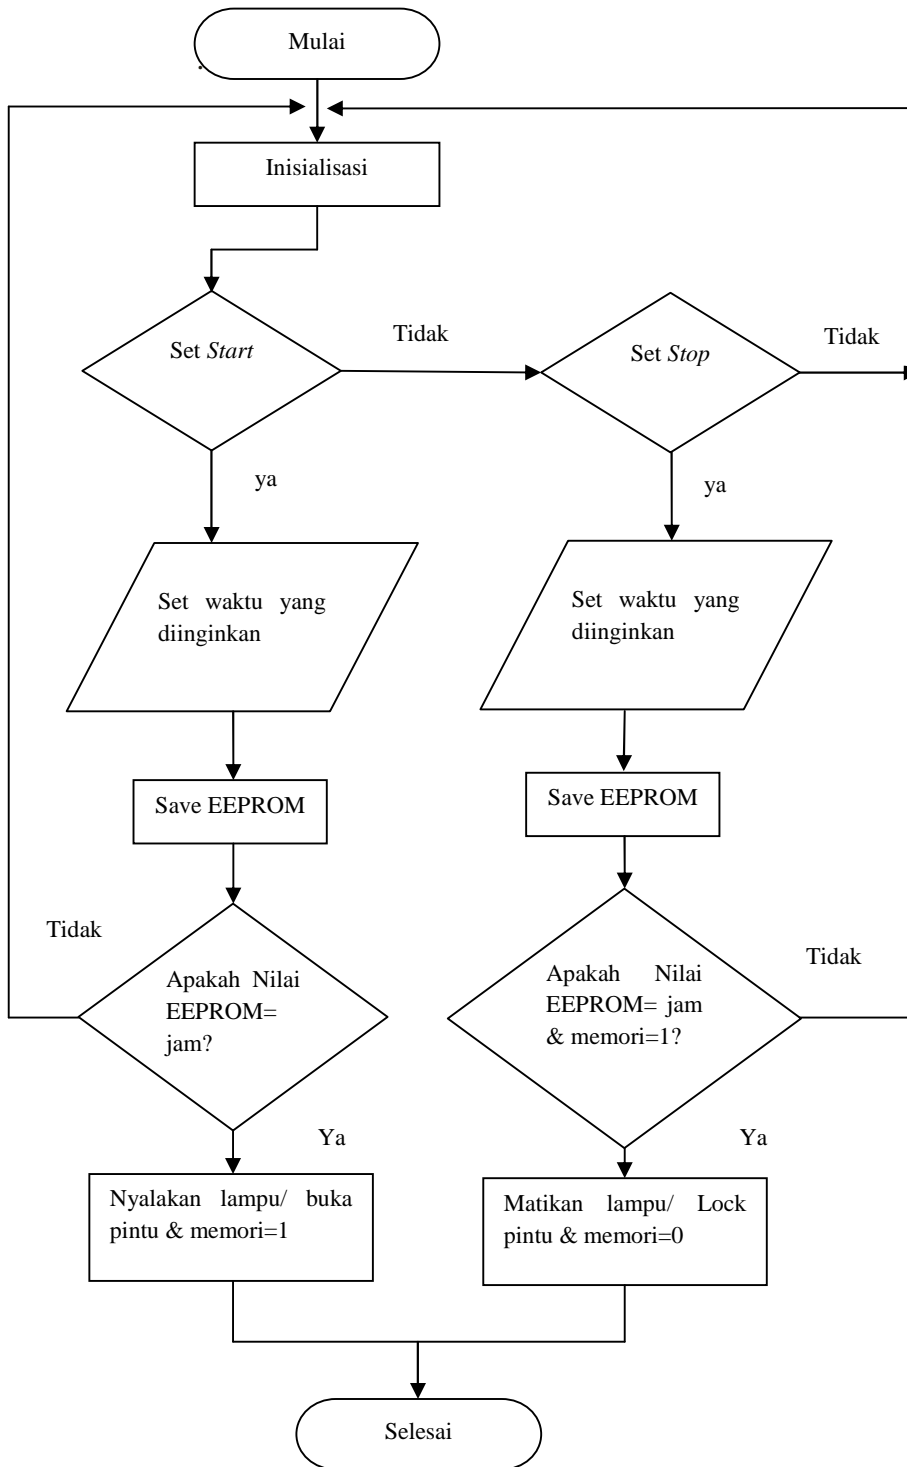 Mulai
Inisialisasi
Set Start
Tidak
Set Stop
Tidak
ya
ya
Set waktu yang
diinginkan
Set waktu yang
diinginkan
Save EEPROM
Save EEPROM
Tidak
Apakah Nilai
EEPROM=
jam?
Apakah Nilai
EEPROM= jam
& memori=1?
Tidak
Ya
Ya
Nyalakan lampu/ buka
pintu & memori=1
Matikan lampu/ Lock
pintu & memori=0
Selesai